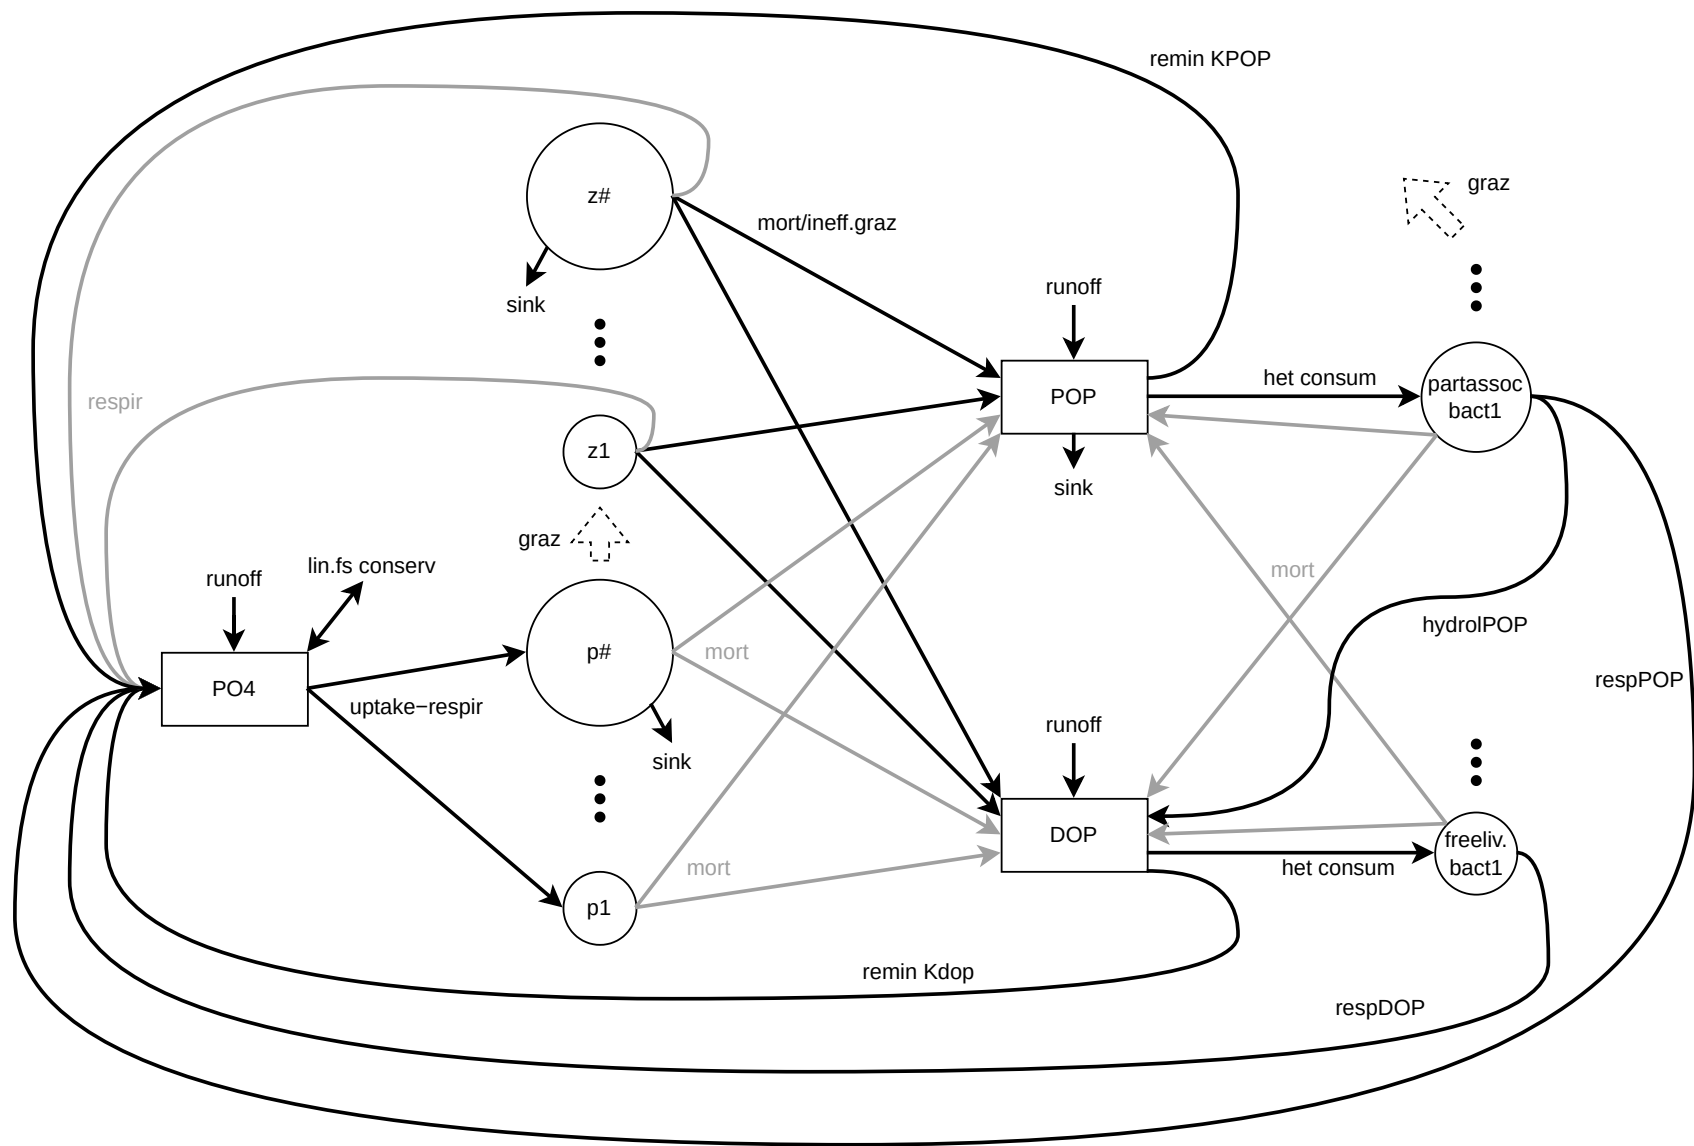 remin KPOP
z#
graz
mort/ineff.graz
runoff
sink
respir
POP
het consum
partassoc
bact1
z1
sink
graz
lin.fs conserv
runoff
mort
hydrolPOP
p#
mort
PO4
respPOP
uptake−respir
runoff
sink
DOP
freeliv.
bact1
mort
het consum
p1
remin Kdop
respDOP